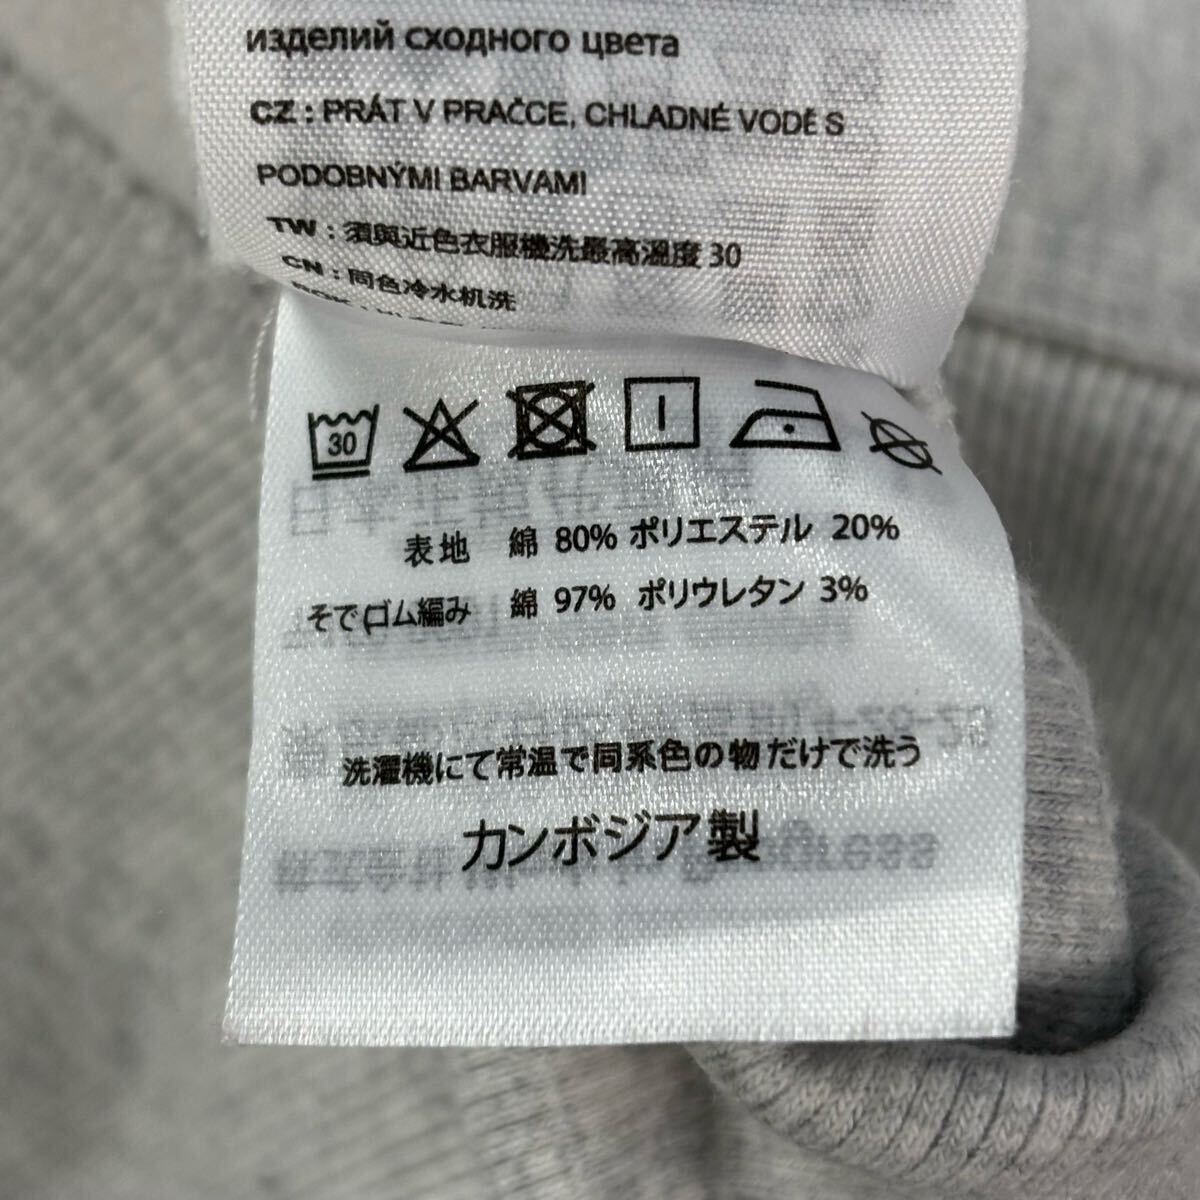 изделий сходного цвета
CZ : PRÁT V PRAČCE, CHLADNÉ VODĚ S
PODOBNÝMI BARVAMI
TW : 須與近色衣服機洗最高溫度 30
CN : 同色冷水机洗
30
表地 綿 80% ポリエステル 20%
そでゴム編み 綿 97% ポリウレタン 3%
洗濯機にて常温で同系色の物だけで洗う
カンボジア製